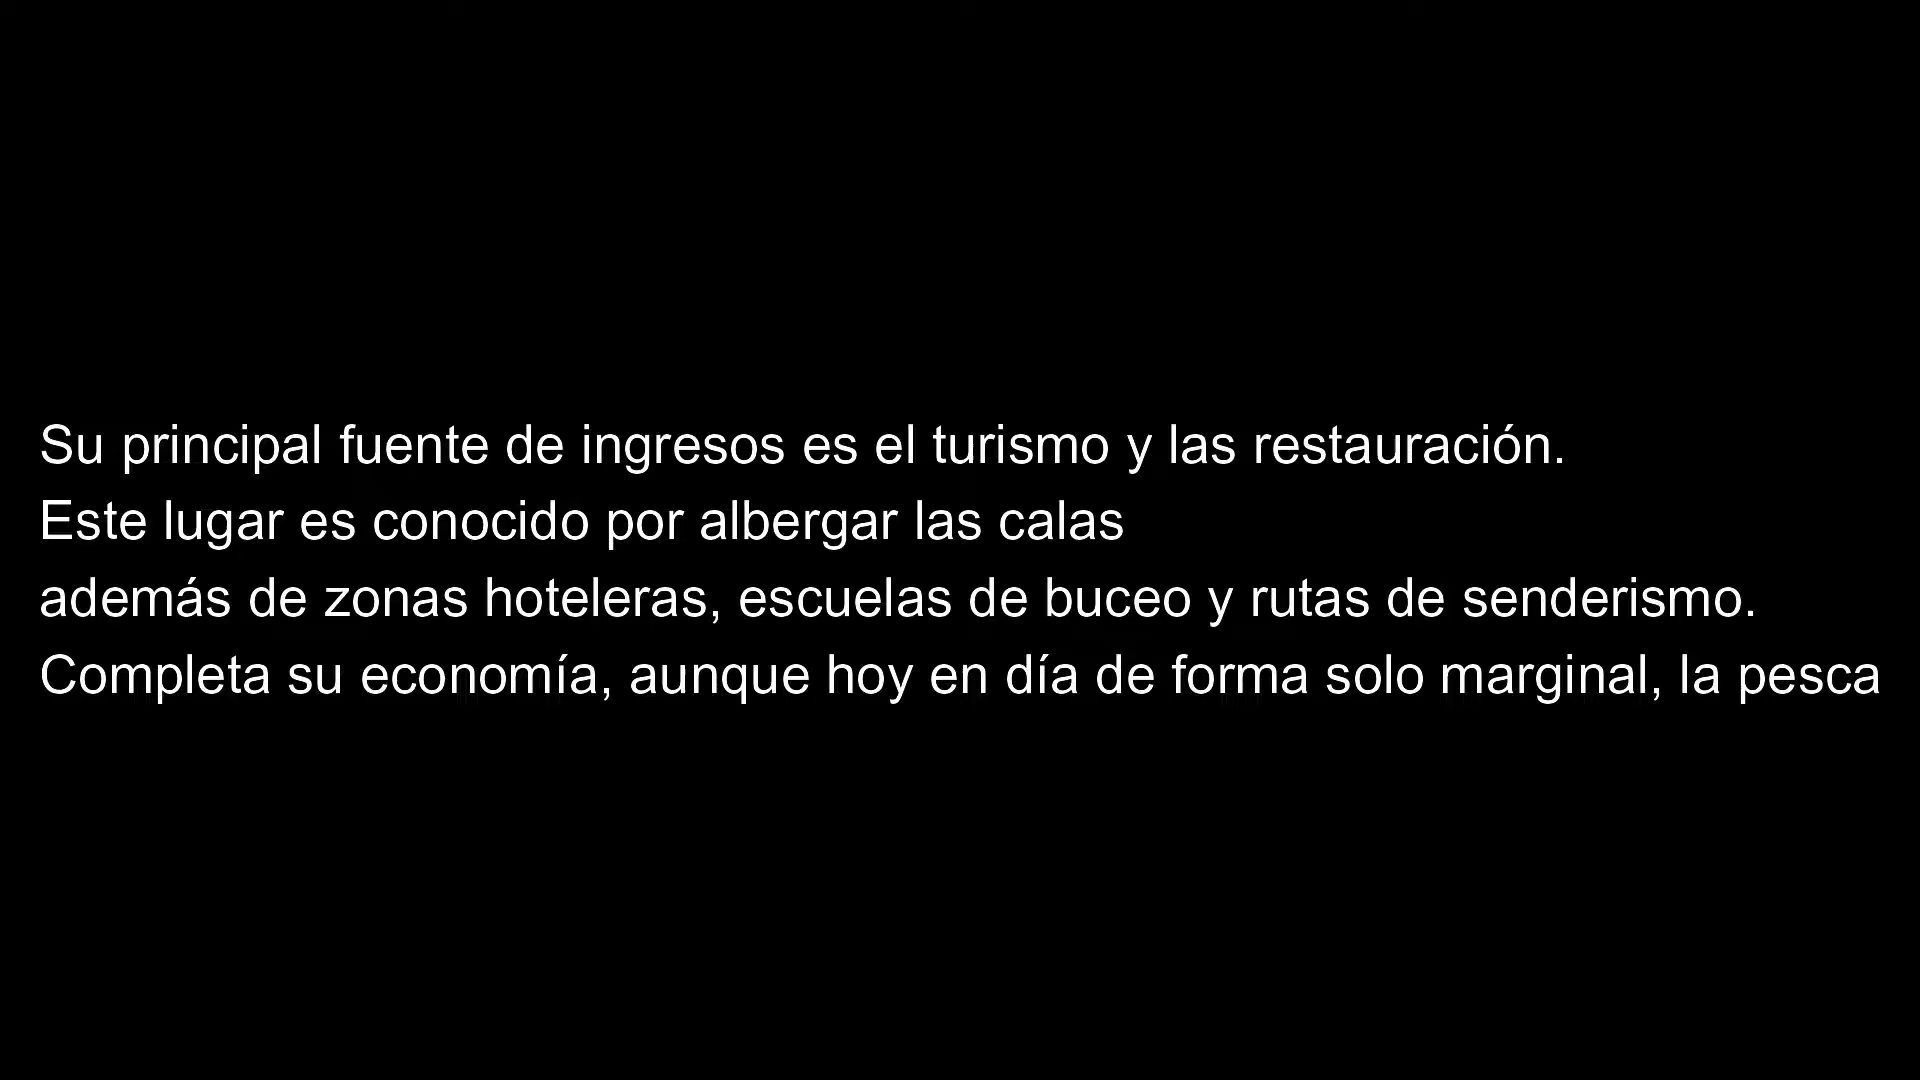 Su principal fuente de ingresos es el turismo y las restauración.
Este lugar es conocido por albergar las calas
además de zonas hoteleras, escuelas de buceo y rutas de senderismo.
Completa su economía, aunque hoy en día de forma solo marginal, la pesca